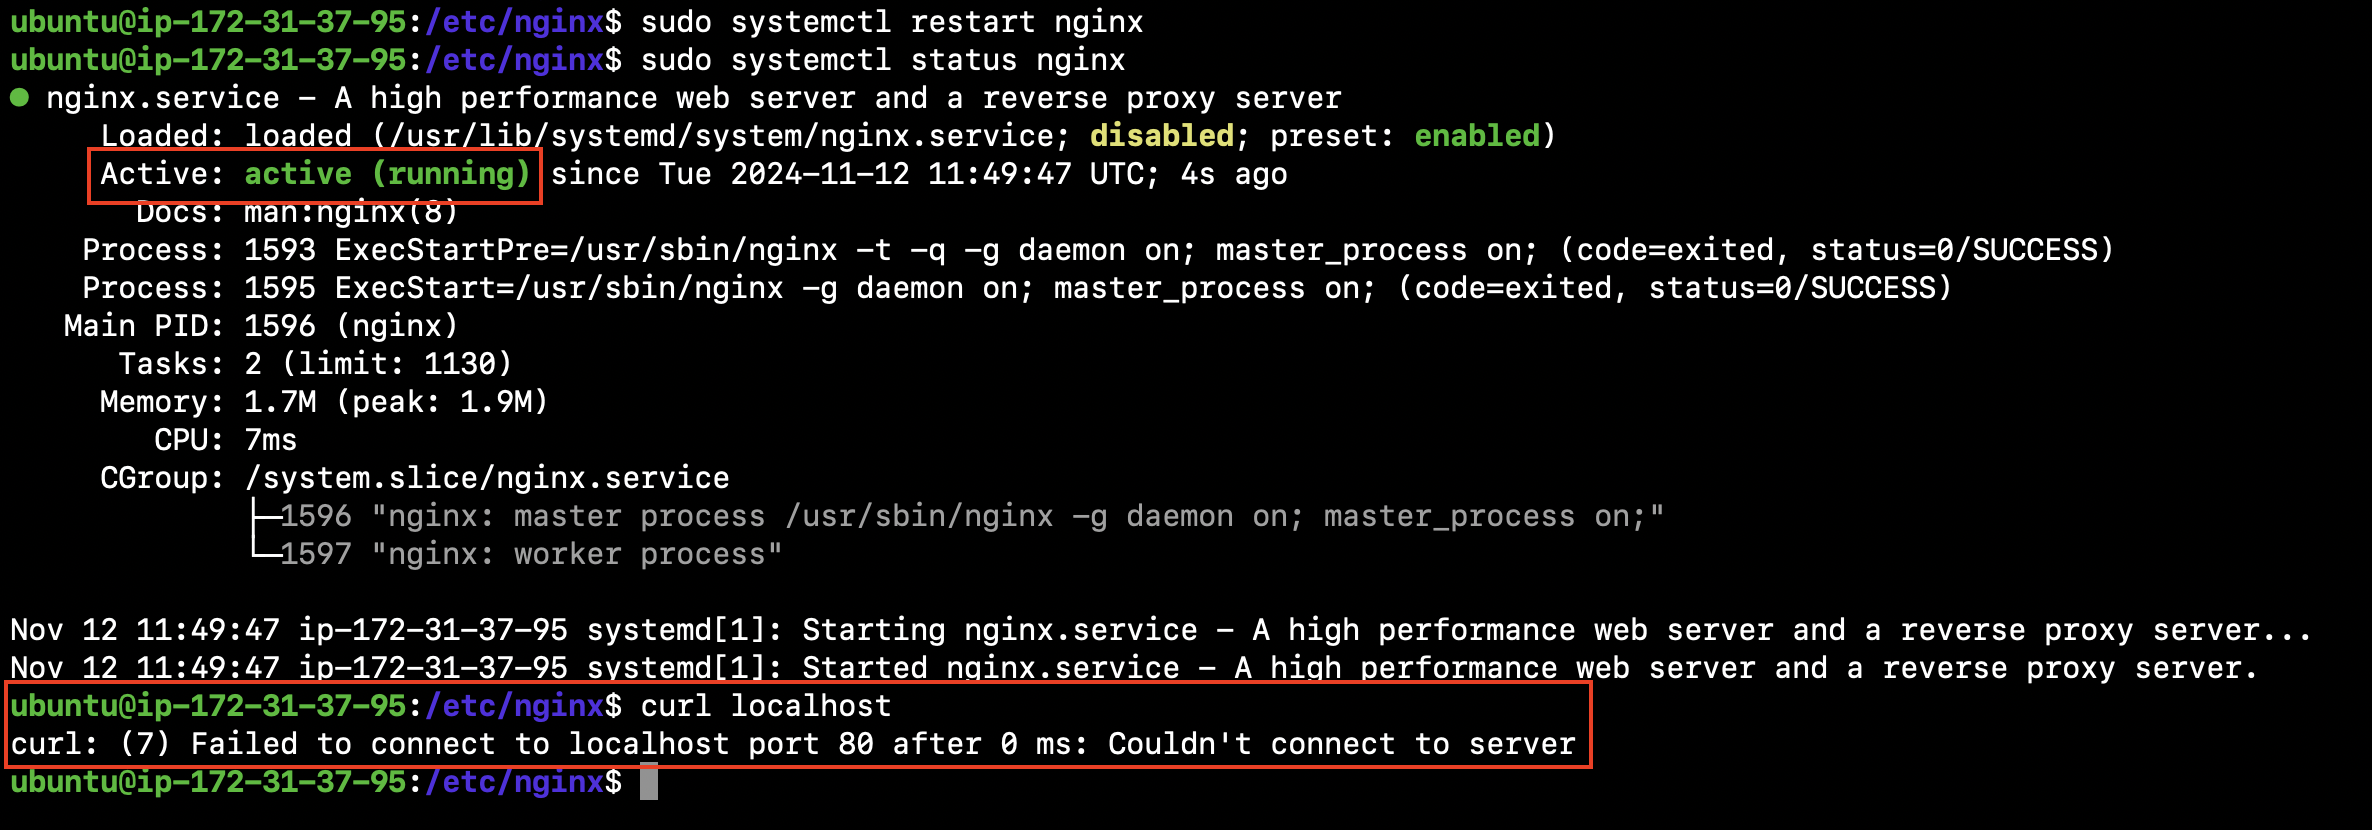 ubuntu@ip-172-31-37-95:/etc/nginx$ sudo systemctl restart nginx
ubuntu@ip-172-31-37-95:/etc/nginx$ sudo systemctl status nginx
● nginx.service - A high performance web server and a reverse proxy server
Loaded: loaded (/usr/lib/systemd/system/nginx.service; disabled; preset: enabled)
Active: active (running) since Tue 2024-11-12 11:49:47 UTC; 4s ago
Docs: man:nginx(8)
Process: 1593 ExecStartPre=/usr/sbin/nginx -t -q -g daemon on; master_process on; (code=exited, status=0/SUCCESS)
Process: 1595 ExecStart=/usr/sbin/nginx -g daemon on; master_process on; (code=exited, status=0/SUCCESS)
Main PID: 1596 (nginx)
Tasks: 2 (limit: 1130)
Memory: 1.7M (peak: 1.9M)
CPU: 7ms
CGroup: /system.slice/nginx.service
├─1596 "nginx: master process /usr/sbin/nginx -g daemon on; master_process on;"
└─1597 "nginx: worker process"
Nov 12 11:49:47 ip-172-31-37-95 systemd[1]: Starting nginx.service - A high performance web server and a reverse proxy server...
Nov 12 11:49:47 ip-172-31-37-95 systemd[1]: Started nginx.service - A high performance web server and a reverse proxy server.
ubuntu@ip-172-31-37-95:/etc/nginx$ curl localhost
curl: (7) Failed to connect to localhost port 80 after 0 ms: Couldn't connect to server
ubuntu@ip-172-31-37-95:/etc/nginx$